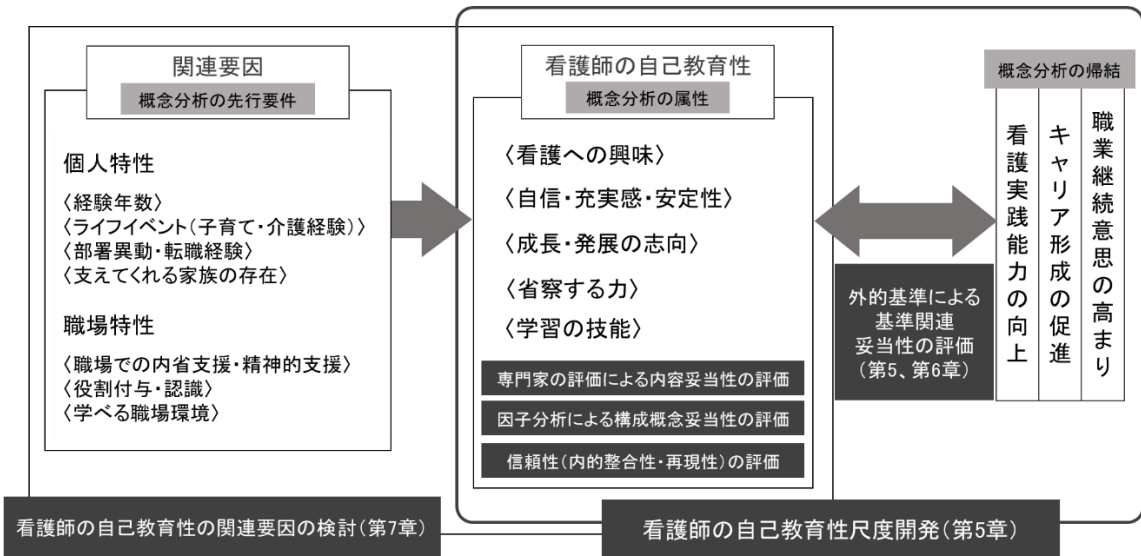 関連要因
概念分析の先行要件
個人特性
〈経験年数〉
〈ライフイベント(子育て・介護経験)〉
〈部署異動・転職経験〉
〈支えてくれる家族の存在〉
職場特性
〈職場での内省支援・精神的支援〉
〈役割付与・認識〉
〈学べる職場環境〉
看護師の自己教育性の関連要因の検討(第7章)
看護師の自己教育性
概念分析の属性
〈看護への興味〉
〈自信・充実感・安定性〉
〈成長・発展の志向〉
〈省察する力〉
〈学習の技能〉
専門家の評価による内容妥当性の評価
因子分析による構成概念妥当性の評価
信頼性(内的整合性・再現性)の評価
看護師の自己教育性尺度開発(第5章)
外的基準による
基準関連
妥当性の評価
(第5、第6章)
概念分析の帰結
職業継続意思の高まり
キャリア形成の促進
看護実践能力の向上